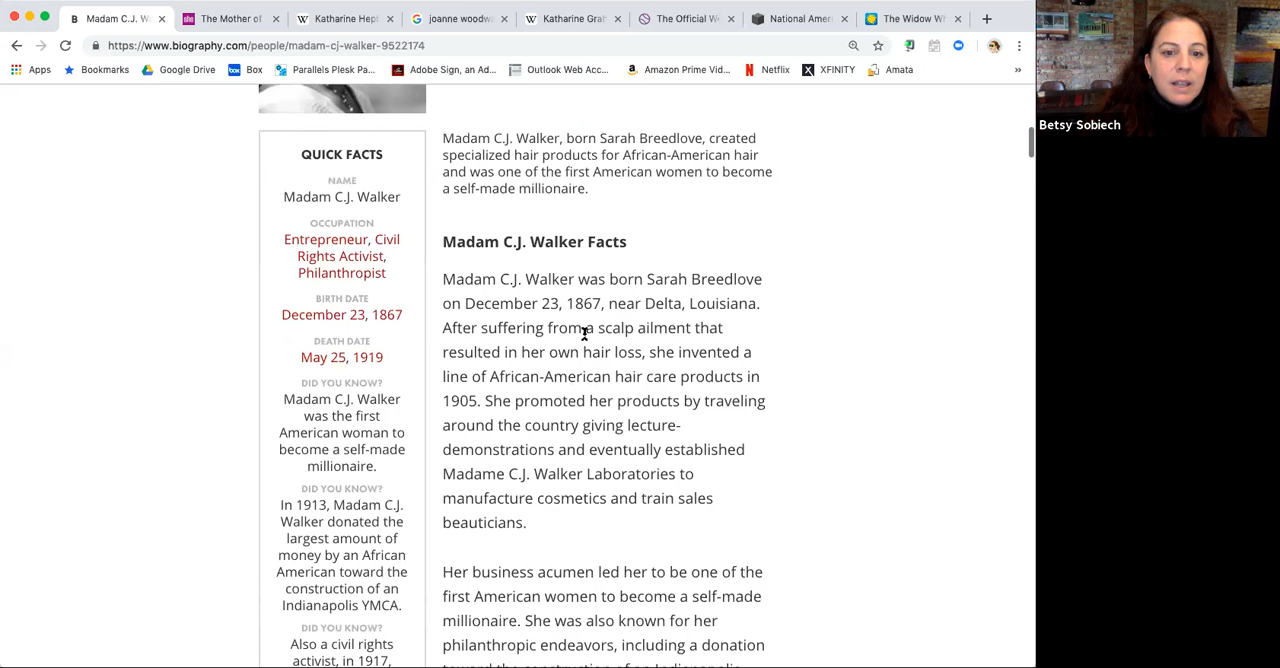 Madam C.J. W
The Mother of
Katharine Hep
joanne woodw
Katharine Gra
The Official W
National Amer
The Widow W
https://www.biography.com/people/madam-cj-walker-9522174
Apps
Bookmarks
Google Drive
box
Box
Parallels Plesk Pa...
Adobe Sign, an Ad...
Outlook Web Acc...
Amazon Prime Vid...
Netflix
XFINITY
Amata
»
Betsy Sobiech
QUICK FACTS
NAME
Madam C.J. Walker
OCCUPATION
Entrepreneur, Civil
Rights Activist,
Philanthropist
BIRTH DATE
December 23, 1867
DEATH DATE
May 25, 1919
DID YOU KNOW?
Madam C.J. Walker
was the first
American woman to
become a self-made
millionaire.
DID YOU KNOW?
In 1913, Madam C.J.
Walker donated the
largest amount of
money by an African
American toward the
construction of an
Indianapolis YMCA.
DID YOU KNOW?
Also a civil rights
activist, in 1917,
Madam C.J. Walker, born Sarah Breedlove, created
specialized hair products for African-American hair
and was one of the first American women to become
a self-made millionaire.
Madam C.J. Walker Facts
Madam C.J. Walker was born Sarah Breedlove
on December 23, 1867, near Delta, Louisiana.
After suffering from a scalp ailment that
resulted in her own hair loss, she invented a
line of African-American hair care products in
1905. She promoted her products by traveling
around the country giving lecture-
demonstrations and eventually established
Madame C.J. Walker Laboratories to
manufacture cosmetics and train sales
beauticians.
Her business acumen led her to be one of the
first American women to become a self-made
millionaire. She was also known for her
philanthropic endeavors, including a donation
toward the construction of an Indianapolis